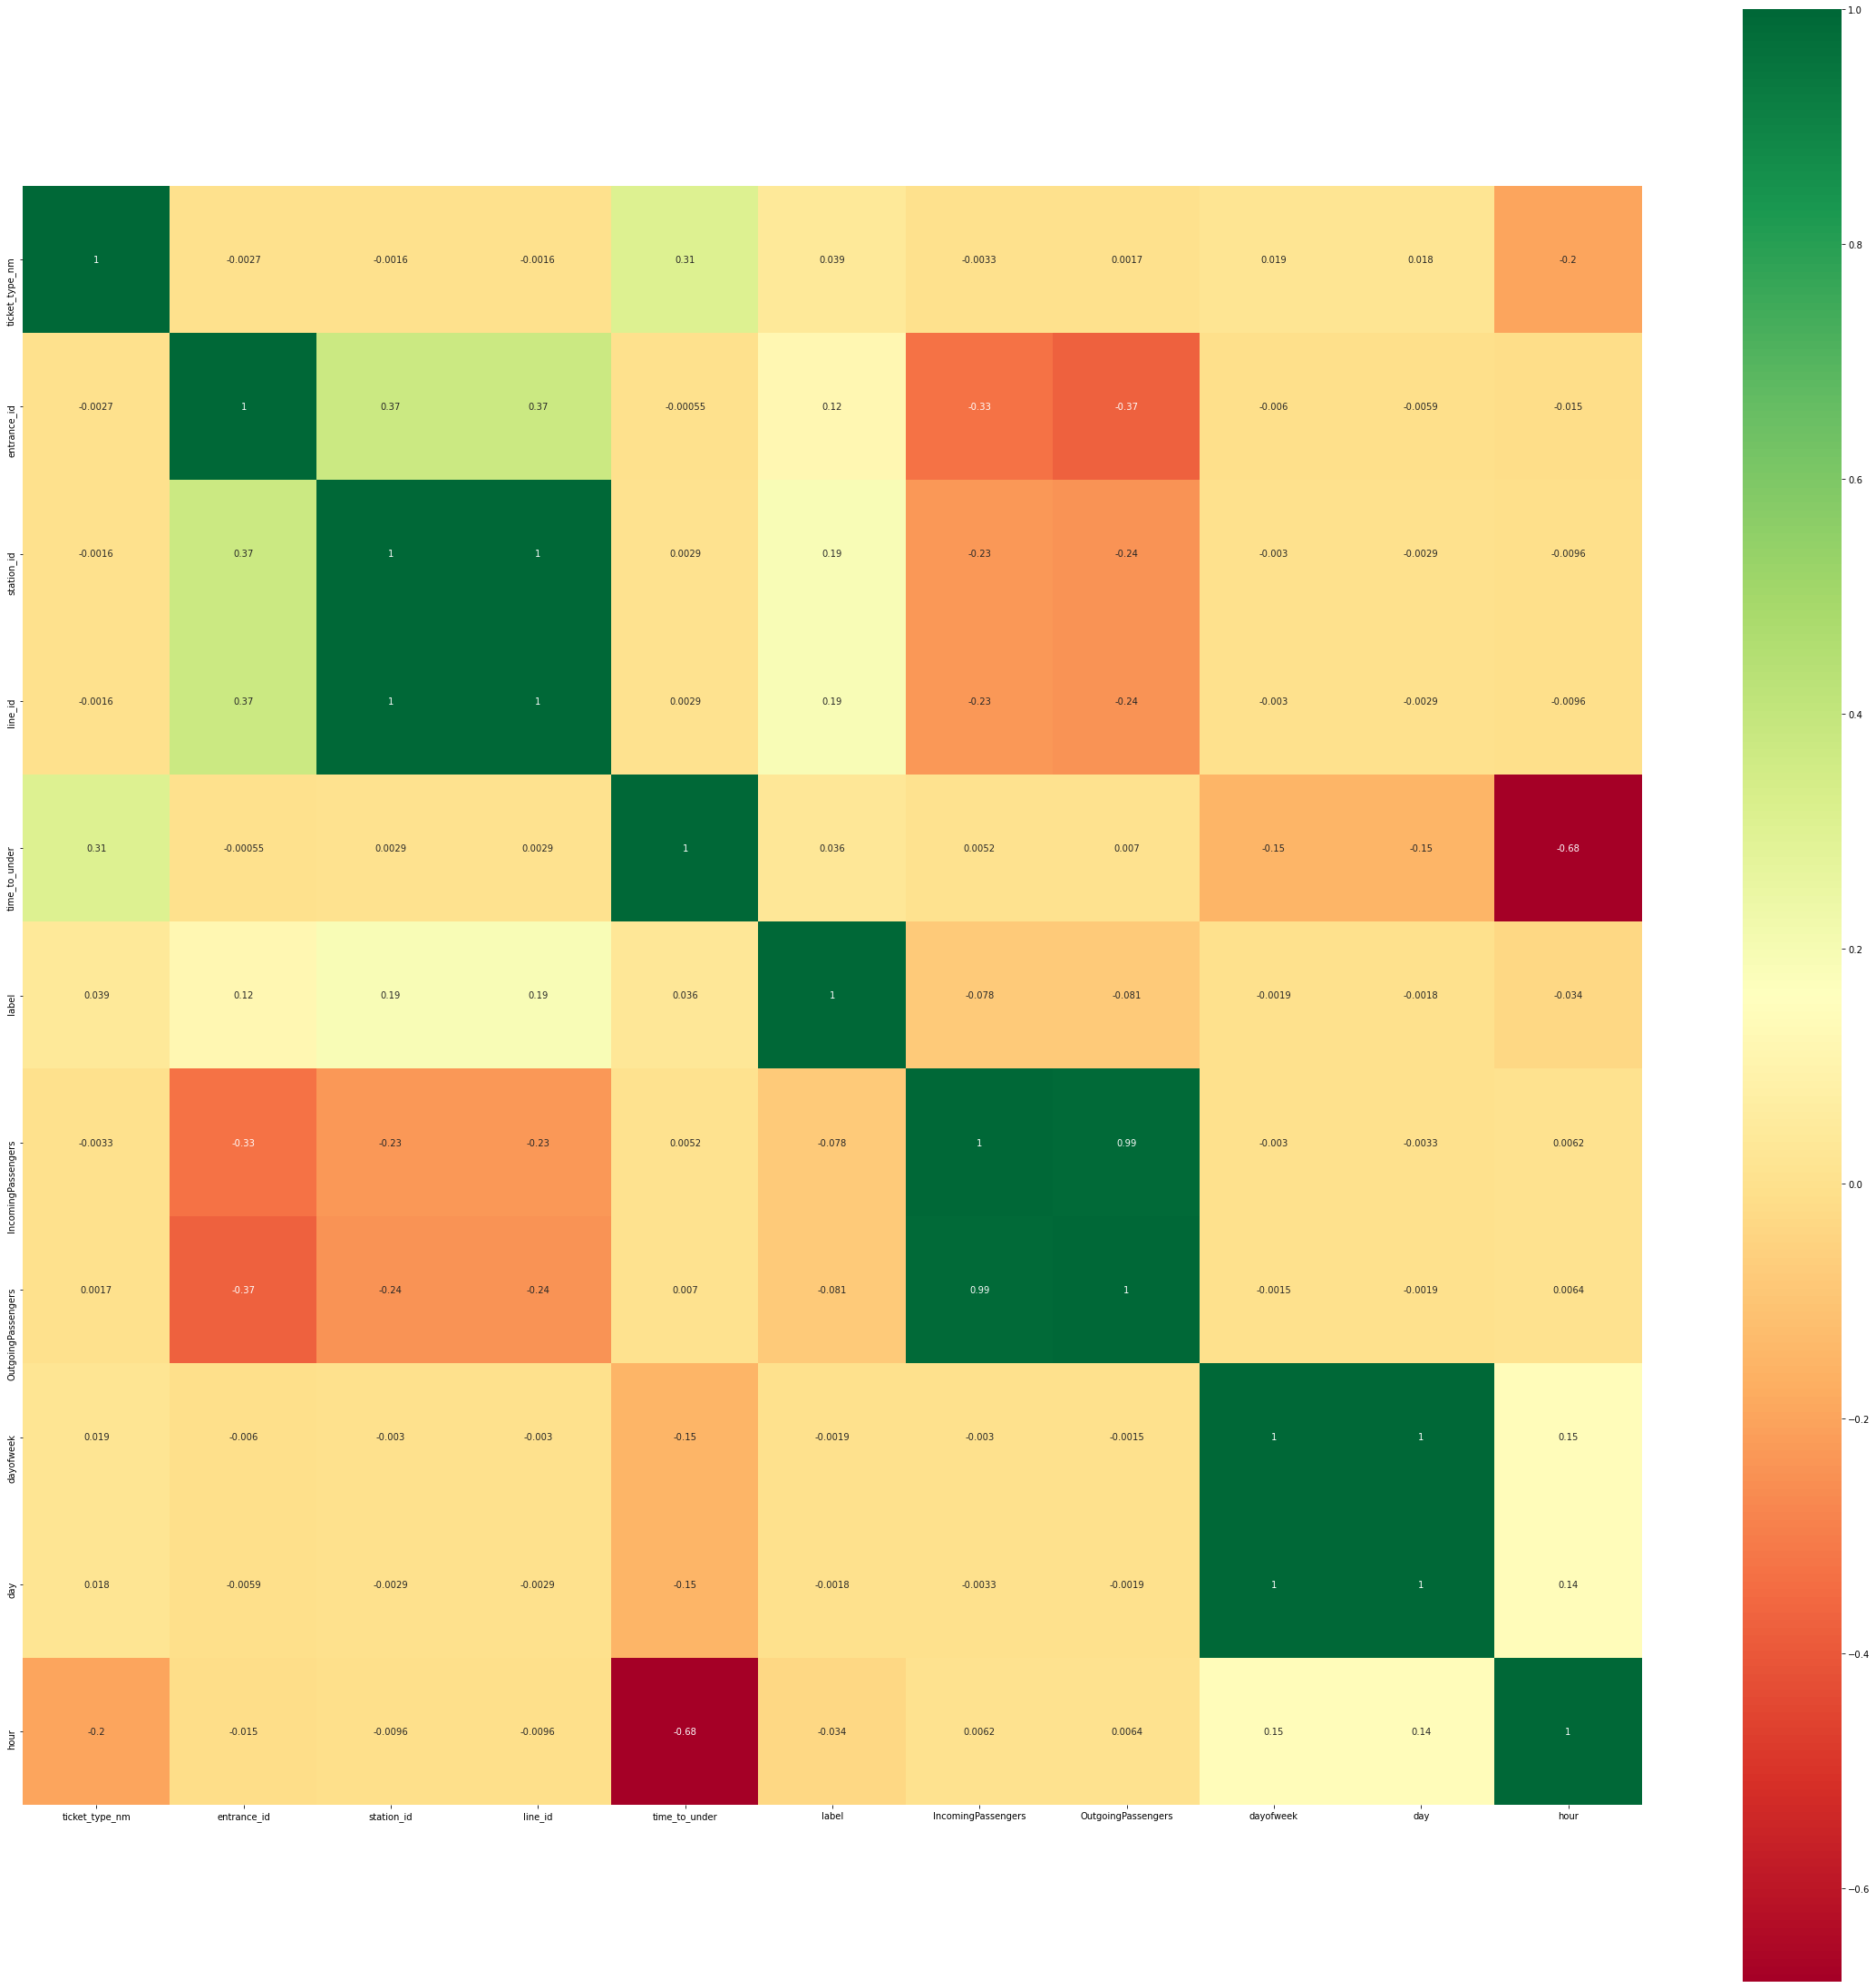 1.0
0.8
0.6
0.4
0.2
0.0
−0.2
−0.4
−0.6
ticket_type_nm 1 -0.0027 -0.0016 -0.0016 0.31 0.039 -0.0033 0.0017 0.019 0.018 -0.2
entrance_id -0.0027 1 0.37 0.37 -0.00055 0.12 -0.33 -0.37 -0.006 -0.0059 -0.015
station_id -0.0016 0.37 1 1 0.0029 0.19 -0.23 -0.24 -0.003 -0.0029 -0.0096
line_id -0.0016 0.37 1 1 0.0029 0.19 -0.23 -0.24 -0.003 -0.0029 -0.0096
time_to_under 0.31 -0.00055 0.0029 0.0029 1 0.036 0.0052 0.007 -0.15 -0.15 -0.68
label 0.039 0.12 0.19 0.19 0.036 1 -0.078 -0.081 -0.0019 -0.0018 -0.034
IncomingPassengers -0.0033 -0.33 -0.23 -0.23 0.0052 -0.078 1 0.99 -0.003 -0.0033 0.0062
OutgoingPassengers 0.0017 -0.37 -0.24 -0.24 0.007 -0.081 0.99 1 -0.0015 -0.0019 0.0064
dayofweek 0.019 -0.006 -0.003 -0.003 -0.15 -0.0019 -0.003 -0.0015 1 1 0.15
day 0.018 -0.0059 -0.0029 -0.0029 -0.15 -0.0018 -0.0033 -0.0019 1 1 0.14
hour -0.2 -0.015 -0.0096 -0.0096 -0.68 -0.034 0.0062 0.0064 0.15 0.14 1
ticket_type_nm entrance_id station_id line_id time_to_under label IncomingPassengers OutgoingPassengers dayofweek day hour